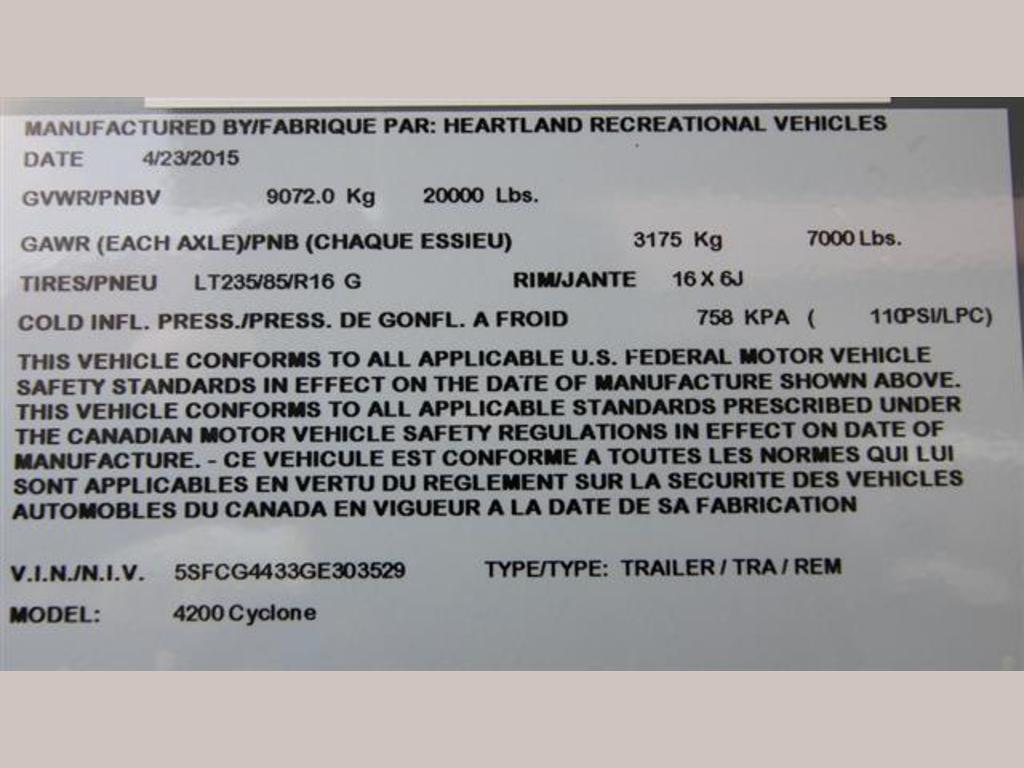 MANUFACTURED BY/FABRIQUE PAR: HEARTLAND RECREATIONAL VEHICLES
DATE 4/23/2015
GVWR/PNBV 9072.0 Kg 20000 Lbs.
GAWR (EACH AXLE)/PNB (CHAQUE ESSIEU) 3175 Kg 7000 Lbs.
TIRES/PNEU LT235/85/R16 G RIM/JANTE 16 X 6J
COLD INFL. PRESS./PRESS. DE GONFL. A FROID 758 KPA ( 110PSI/LPC)
THIS VEHICLE CONFORMS TO ALL APPLICABLE U.S. FEDERAL MOTOR VEHICLE
SAFETY STANDARDS IN EFFECT ON THE DATE OF MANUFACTURE SHOWN ABOVE.
THIS VEHICLE CONFORMS TO ALL APPLICABLE STANDARDS PRESCRIBED UNDER
THE CANADIAN MOTOR VEHICLE SAFETY REGULATIONS IN EFFECT ON DATE OF
MANUFACTURE. - CE VEHICULE EST CONFORME A TOUTES LES NORMES QUI LUI
SONT APPLICABLES EN VERTU DU REGLEMENT SUR LA SECURITE DES VEHICLES
AUTOMOBLES DU CANADA EN VIGUEUR A LA DATE DE SA FABRICATION
V.I.N./N.I.V. 5SFCG4433GE303529 TYPE/TYPE: TRAILER / TRA / REM
MODEL: 4200 Cyclone